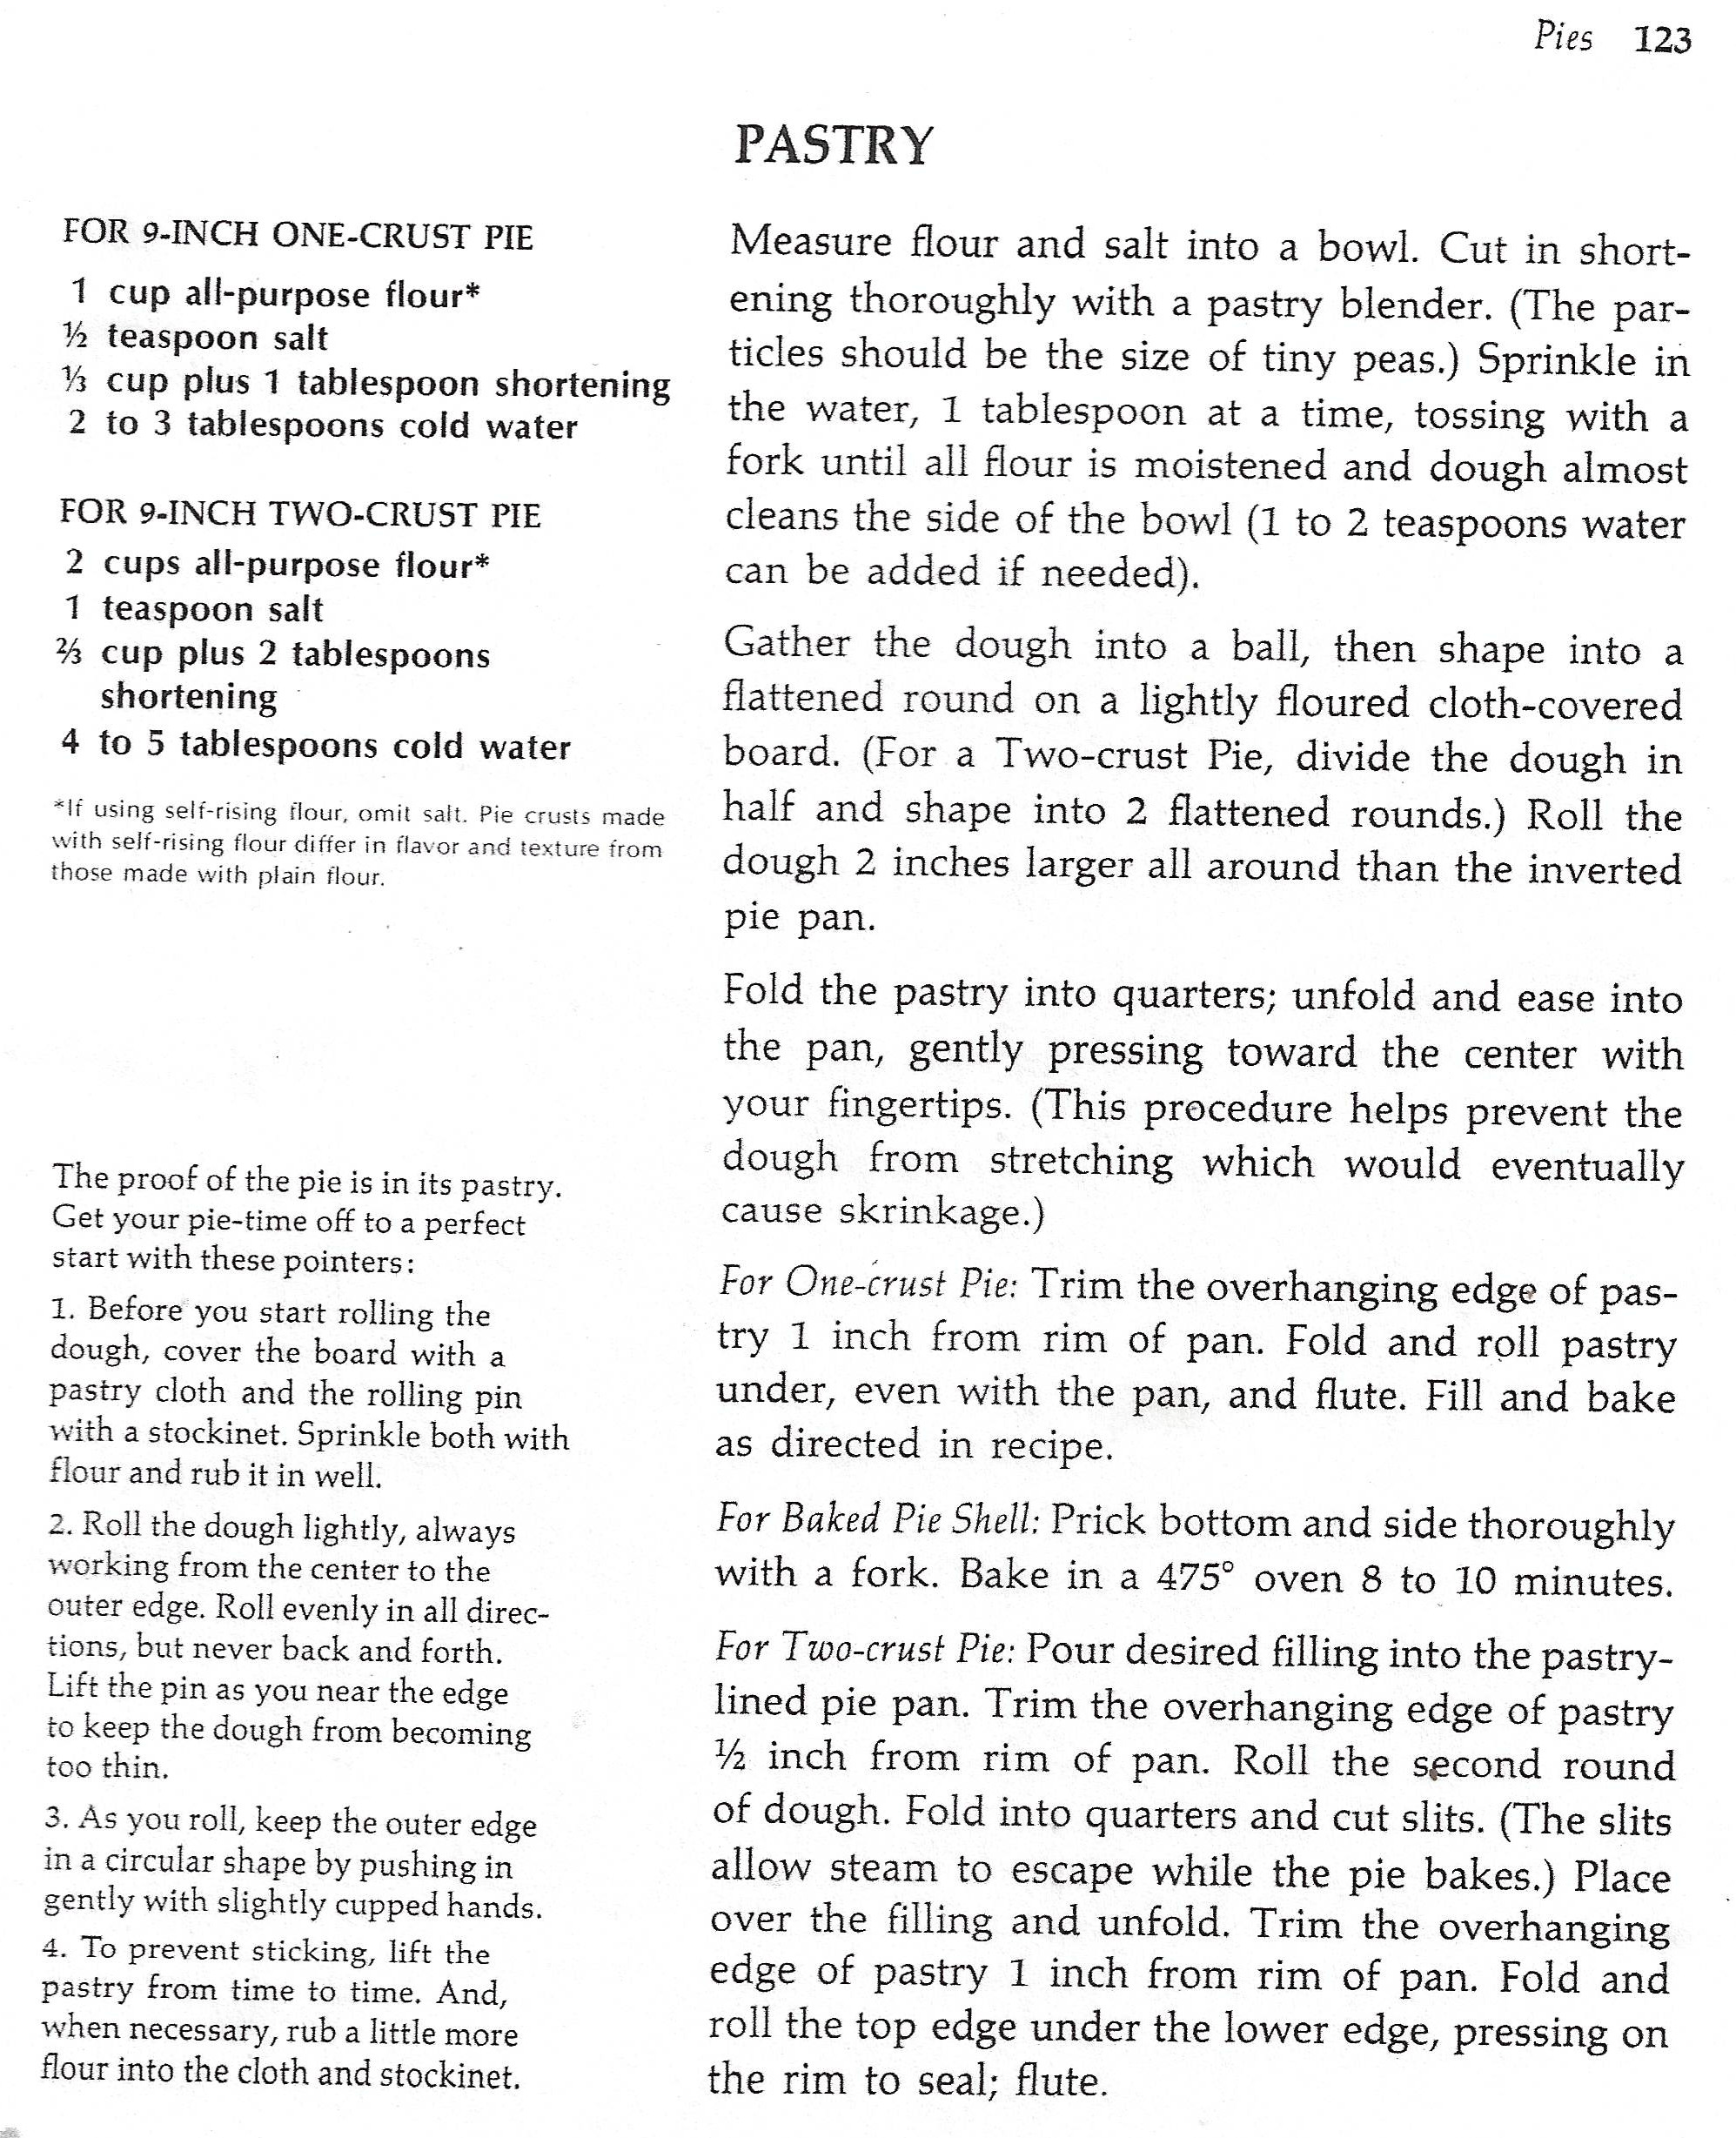 Pies 123
PASTRY
FOR 9-INCH ONE-CRUST PIE
1 cup all-purpose flour*
½ teaspoon salt
⅓ cup plus 1 tablespoon shortening
2 to 3 tablespoons cold water
FOR 9-INCH TWO-CRUST PIE
2 cups all-purpose flour*
1 teaspoon salt
⅔ cup plus 2 tablespoons
shortening
4 to 5 tablespoons cold water
*If using self-rising flour, omit salt. Pie crusts made
with self-rising flour differ in flavor and texture from
those made with plain flour.
The proof of the pie is in its pastry.
Get your pie-time off to a perfect
start with these pointers:
1. Before you start rolling the
dough, cover the board with a
pastry cloth and the rolling pin
with a stockinet. Sprinkle both with
flour and rub it in well.
2. Roll the dough lightly, always
working from the center to the
outer edge. Roll evenly in all direc-
tions, but never back and forth.
Lift the pin as you near the edge
to keep the dough from becoming
too thin.
3. As you roll, keep the outer edge
in a circular shape by pushing in
gently with slightly cupped hands.
4. To prevent sticking, lift the
pastry from time to time. And,
when necessary, rub a little more
flour into the cloth and stockinet.
Measure flour and salt into a bowl. Cut in short-
ening thoroughly with a pastry blender. (The par-
ticles should be the size of tiny peas.) Sprinkle in
the water, 1 tablespoon at a time, tossing with a
fork until all flour is moistened and dough almost
cleans the side of the bowl (1 to 2 teaspoons water
can be added if needed).
Gather the dough into a ball, then shape into a
flattened round on a lightly floured cloth-covered
board. (For a Two-crust Pie, divide the dough in
half and shape into 2 flattened rounds.) Roll the
dough 2 inches larger all around than the inverted
pie pan.
Fold the pastry into quarters; unfold and ease into
the pan, gently pressing toward the center with
your fingertips. (This procedure helps prevent the
dough from stretching which would eventually
cause skrinkage.)
For One-crust Pie: Trim the overhanging edge of pas-
try 1 inch from rim of pan. Fold and roll pastry
under, even with the pan, and flute. Fill and bake
as directed in recipe.
For Baked Pie Shell: Prick bottom and side thoroughly
with a fork. Bake in a 475° oven 8 to 10 minutes.
For Two-crust Pie: Pour desired filling into the pastry-
lined pie pan. Trim the overhanging edge of pastry
½ inch from rim of pan. Roll the second round
of dough. Fold into quarters and cut slits. (The slits
allow steam to escape while the pie bakes.) Place
over the filling and unfold. Trim the overhanging
edge of pastry 1 inch from rim of pan. Fold and
roll the top edge under the lower edge, pressing on
the rim to seal; flute.